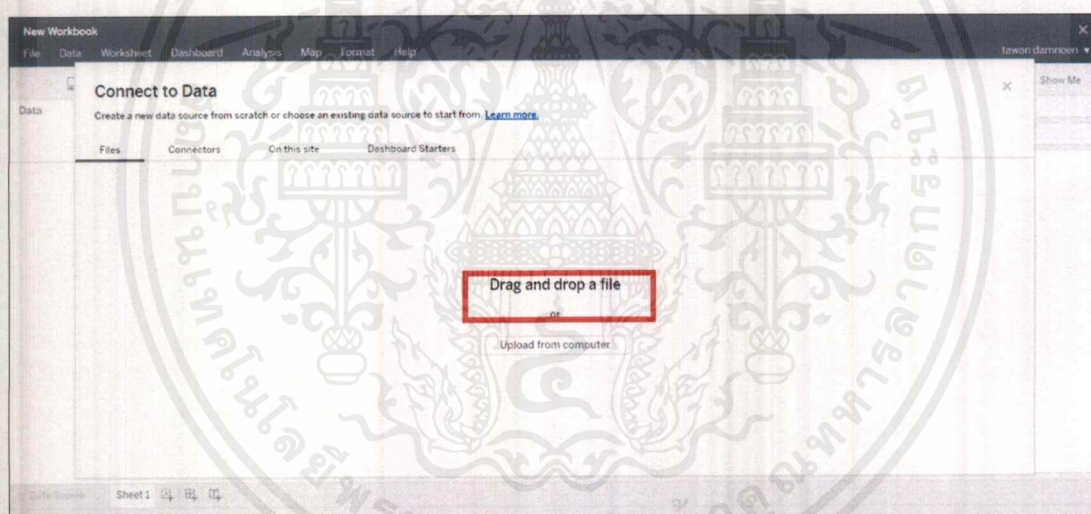 New Workbook
File Data Worksheet Dashboard Analysis Map Format Help
tawan damnoen
Connect to Data
Show Me
Data
Create a new data source from scratch or choose an existing data source to start from. Learn more.
Files Connectors On this site Dashboard Starters
Drag and drop a file
or
Upload from computer
Data Source Sheet 1